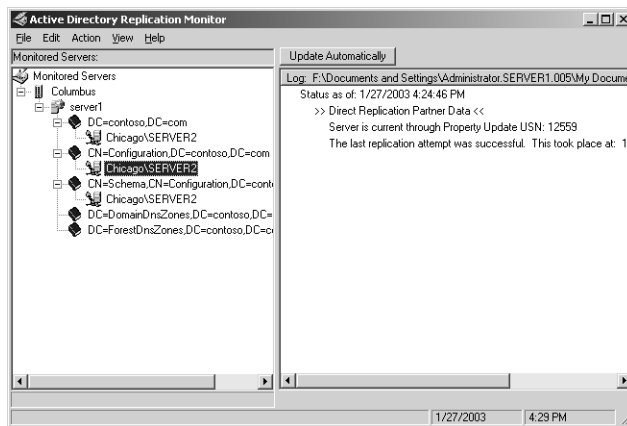 Active Directory Replication Monitor
File Edit Action View Help
Monitored Servers:
Update Automatically
Monitored Servers
Columbus
server1
DC=contoso,DC=com
Chicago\SERVER2
CN=Configuration,DC=contoso,DC=com
Chicago\SERVER2
CN=Schema,CN=Configuration,DC=cont
Chicago\SERVER2
DC=DomainDnsZones,DC=contoso,DC=
DC=ForestDnsZones,DC=contoso,DC=c
Log: F:\Documents and Settings\Administrator.SERVER1.005\My Docume
Status as of: 1/27/2003 4:24:46 PM
>> Direct Replication Partner Data <<
Server is current through Property Update USN: 12559
The last replication attempt was successful. This took place at: 1
1/27/2003 4:29 PM